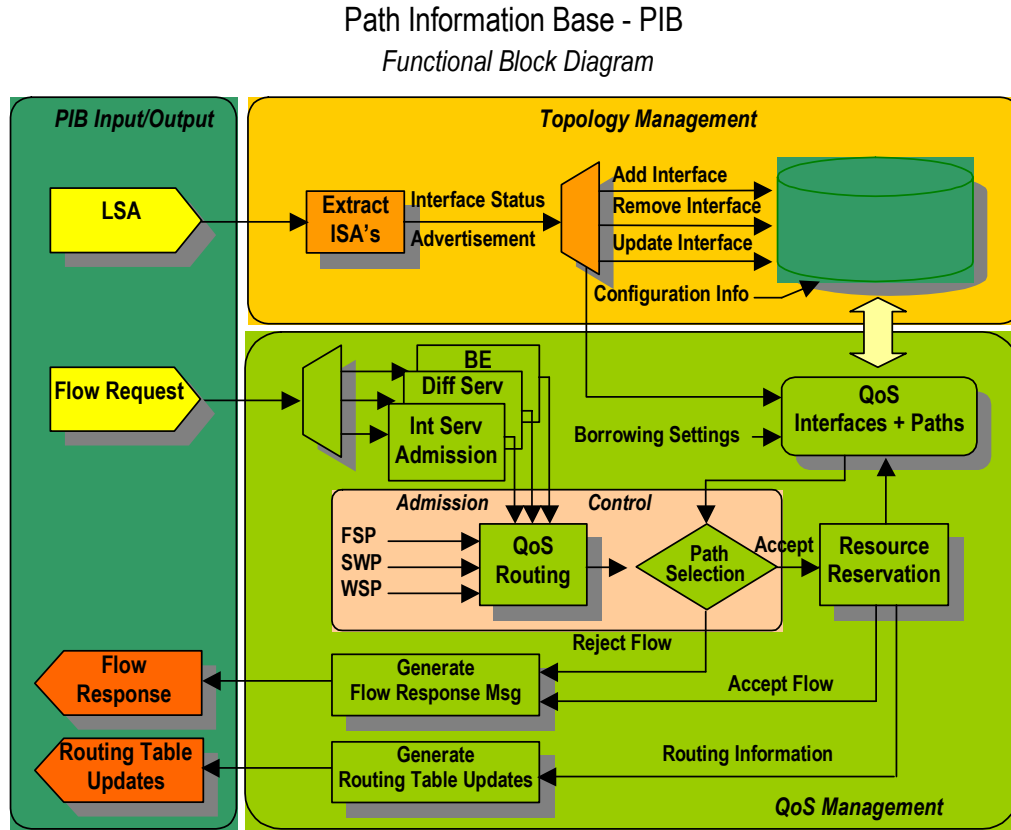 Path Information Base - PIB
Functional Block Diagram
PIB Input/Output
Topology Management
LSA
Extract
ISA's
Interface Status
Advertisement
Add Interface
Remove Interface
Update Interface
Configuration Info
Flow Request
BE
Diff Serv
Int Serv
Admission
QoS
Interfaces + Paths
Borrowing Settings
Admission Control
FSP
SWP
WSP
QoS
Routing
Path
Selection
Accept
Resource
Reservation
Reject Flow
Flow
Response
Generate
Flow Response Msg
Accept Flow
Routing Table
Updates
Generate
Routing Table Updates
Routing Information
QoS Management